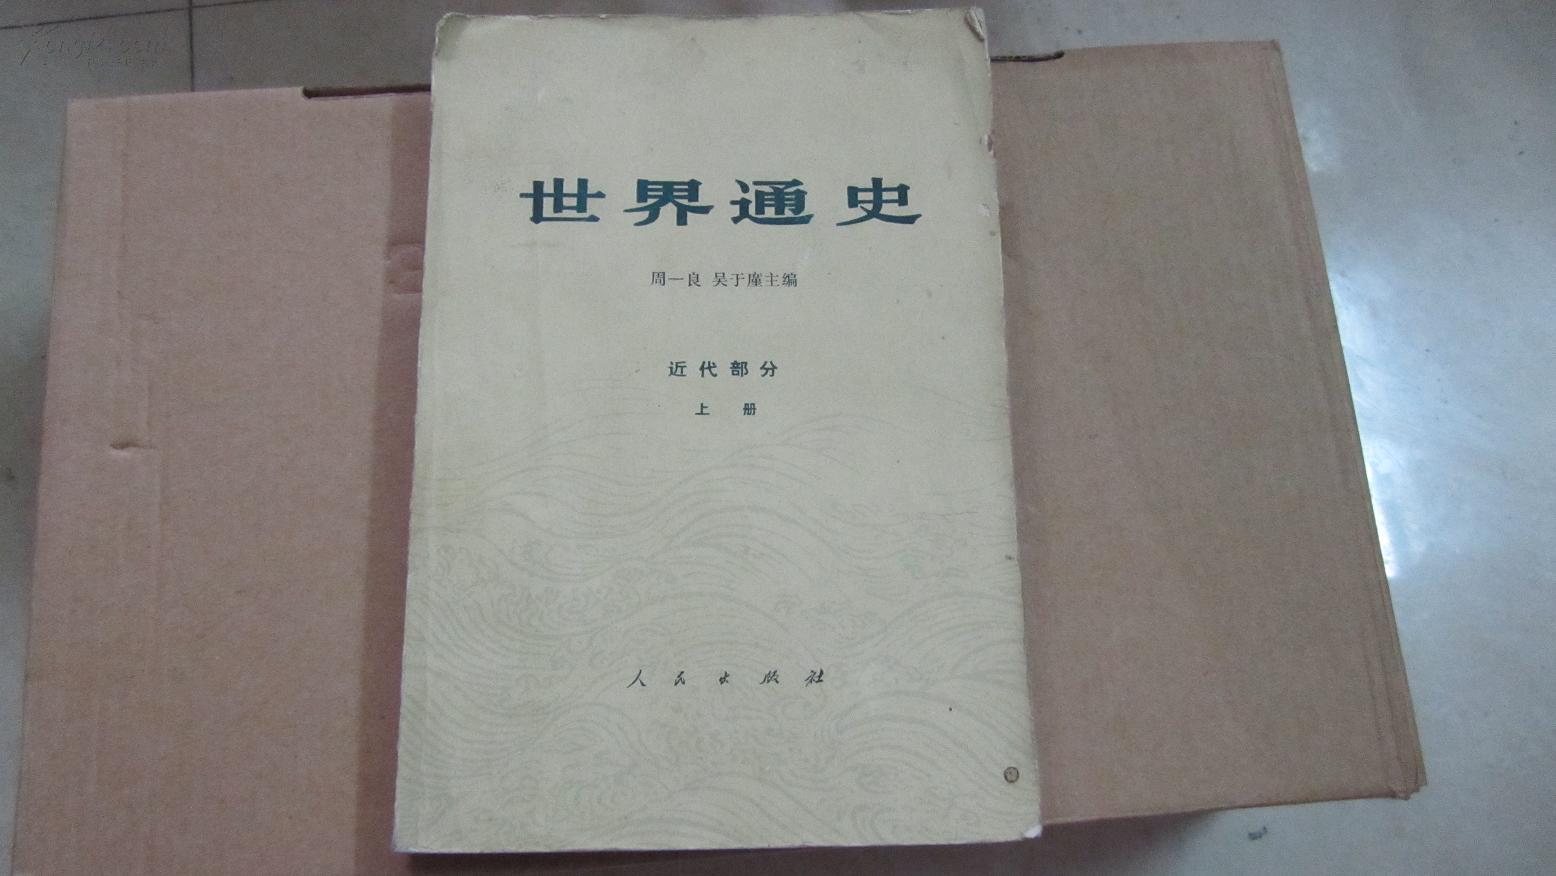 世界通史
周一良 吴于廑主编
近代部分
上 册
人民出版社